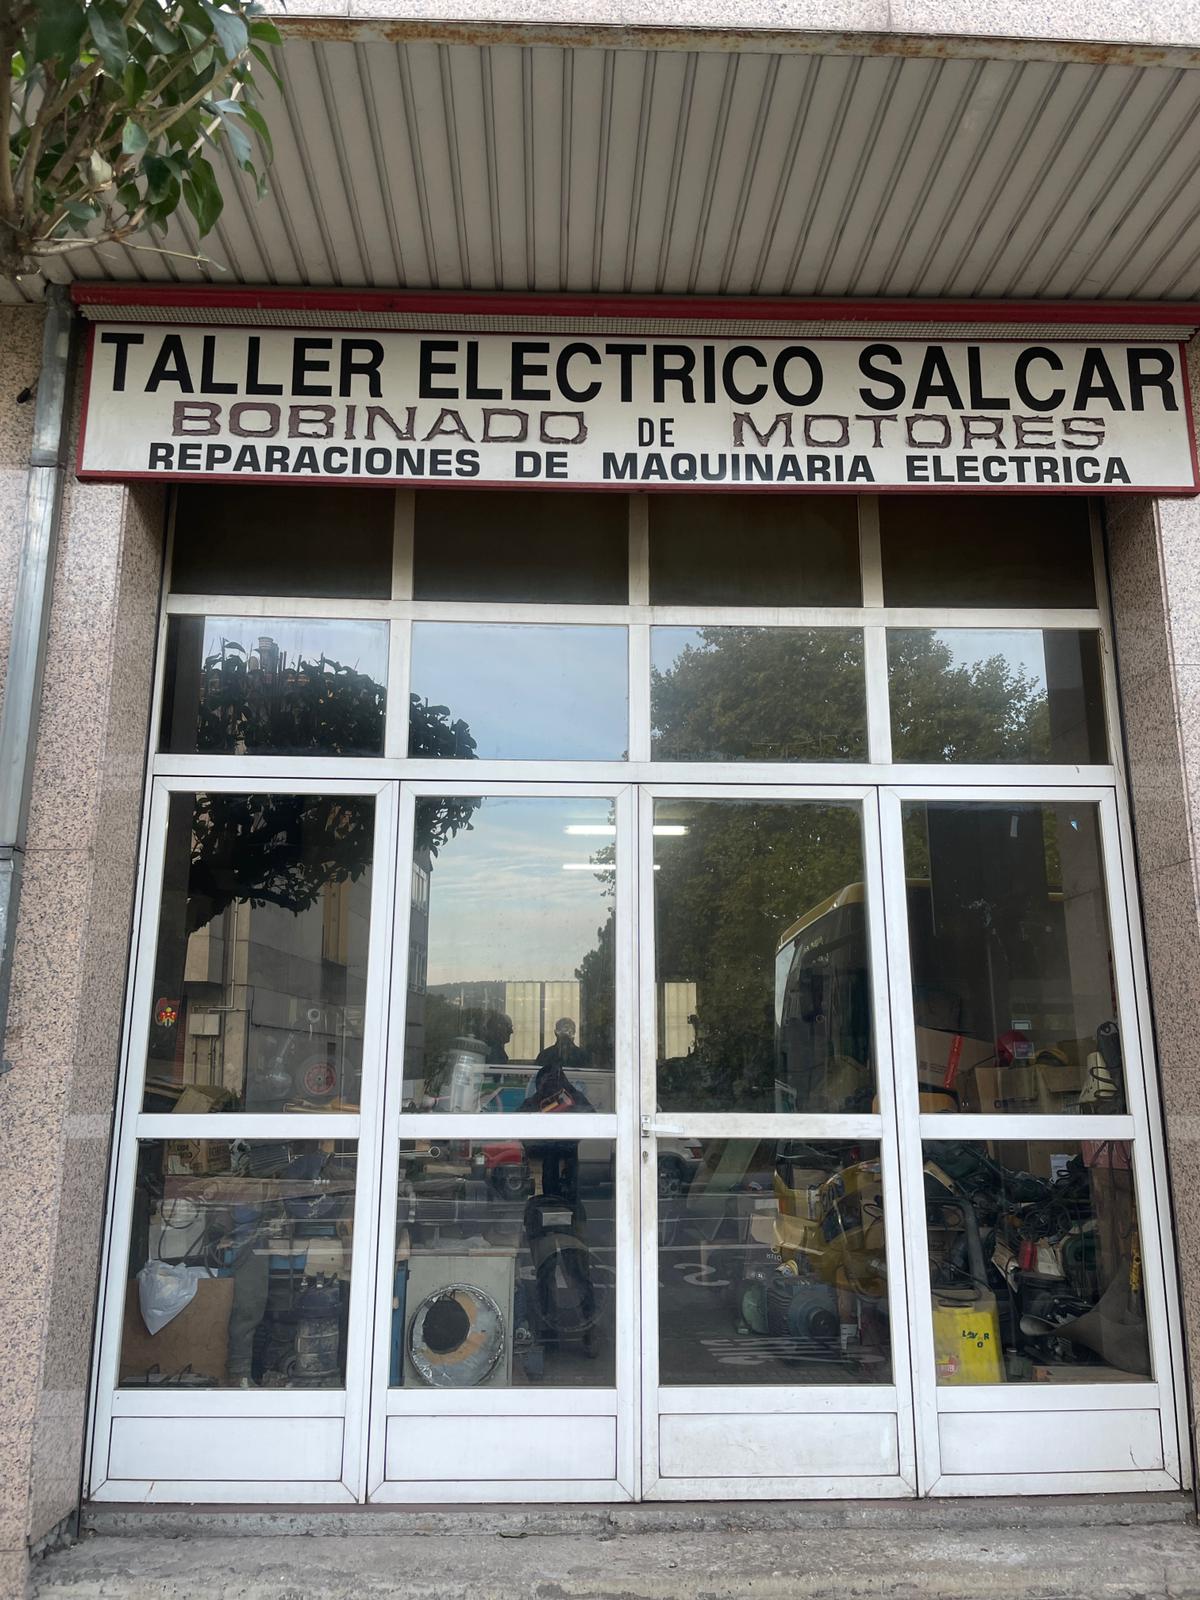 TALLER ELECTRICO SALCAR
BOBINADO DE MOTORES
REPARACIONES DE MAQUINARIA ELECTRICA